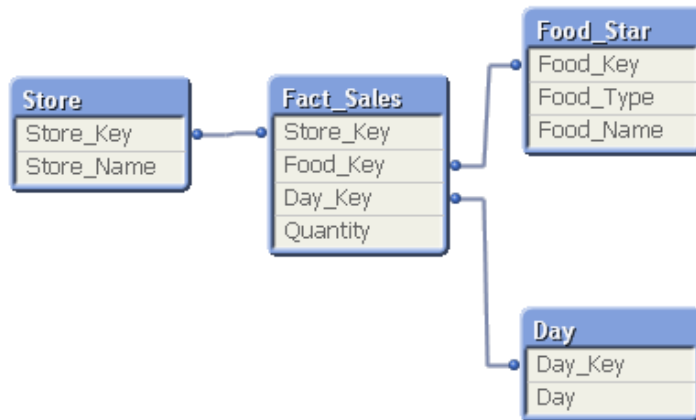 Store
Store_Key
Store_Name
Fact_Sales
Store_Key
Food_Key
Day_Key
Quantity
Food_Star
Food_Key
Food_Type
Food_Name
Day
Day_Key
Day